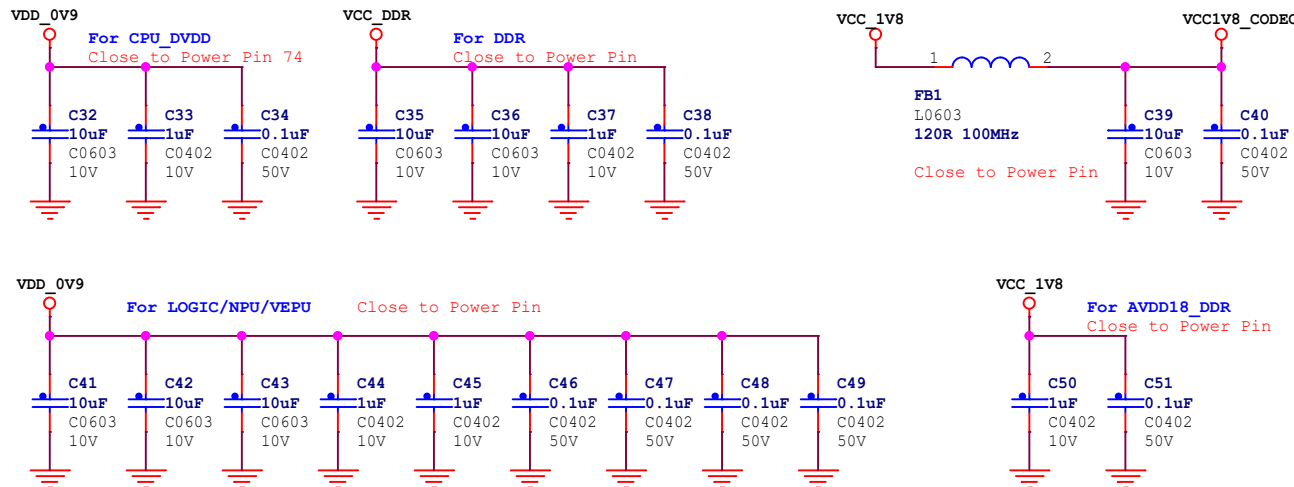 VDD_0V9
For CPU_DVDD
Close to Power Pin 74
C32
10uF
C0603
10V
C33
1uF
C0402
10V
C34
0.1uF
C0402
50V
VCC_DDR
For DDR
Close to Power Pin
C35
10uF
C0603
10V
C36
10uF
C0603
10V
C37
1uF
C0402
10V
C38
0.1uF
C0402
50V
VCC_1V8
VCC1V8_CODEC
1
2
FB1
L0603
120R 100MHz
Close to Power Pin
C39
10uF
C0603
10V
C40
0.1uF
C0402
50V
VDD_0V9
For LOGIC/NPU/VEPU
Close to Power Pin
C41
10uF
C0603
10V
C42
10uF
C0603
10V
C43
10uF
C0603
10V
C44
1uF
C0402
10V
C45
1uF
C0402
10V
C46
0.1uF
C0402
50V
C47
0.1uF
C0402
50V
C48
0.1uF
C0402
50V
C49
0.1uF
C0402
50V
VCC_1V8
For AVDD18_DDR
Close to Power Pin
C50
1uF
C0402
10V
C51
0.1uF
C0402
50V